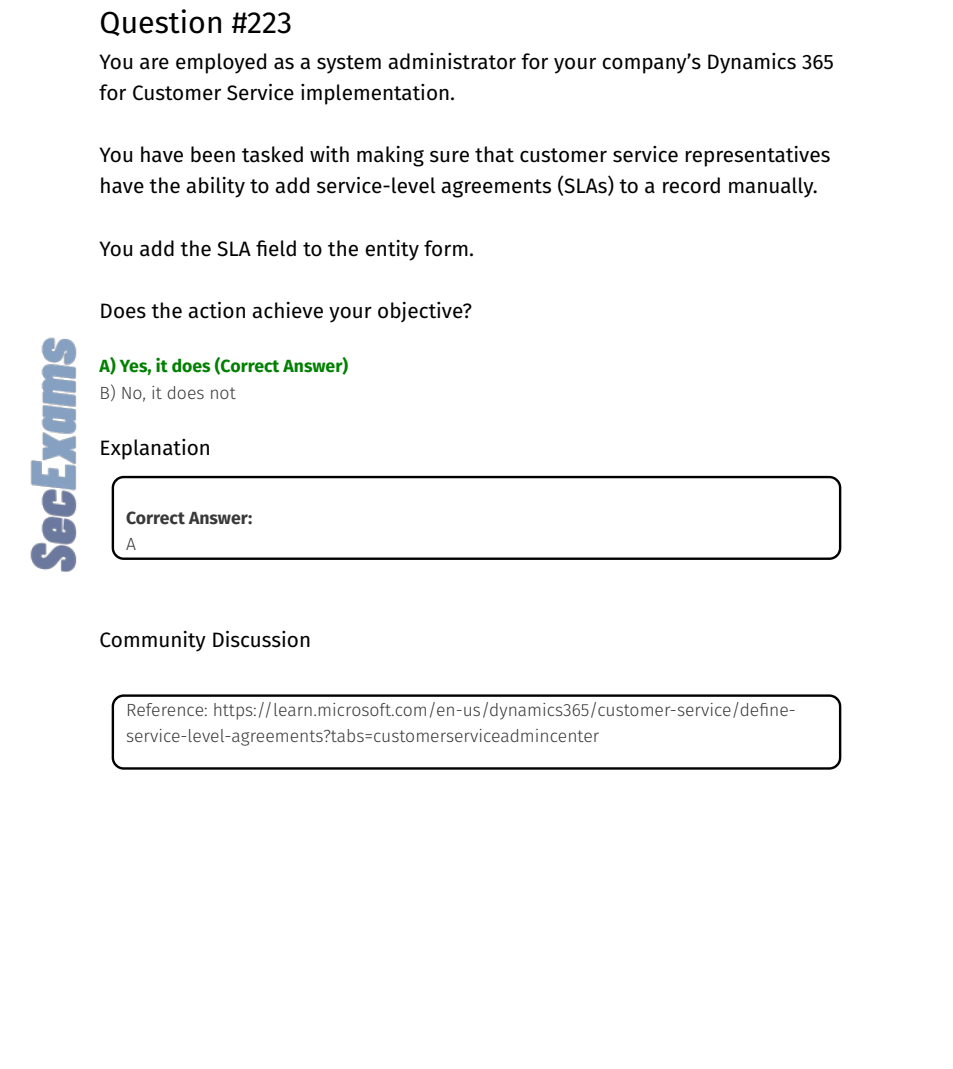 Question #223
You are employed as a system administrator for your company’s Dynamics 365
for Customer Service implementation.
You have been tasked with making sure that customer service representatives
have the ability to add service-level agreements (SLAs) to a record manually.
You add the SLA field to the entity form.
Does the action achieve your objective?
A) Yes, it does (Correct Answer)
B) No, it does not
SecExams
Explanation
Correct Answer:
A
Community Discussion
Reference: https://learn.microsoft.com/en-us/dynamics365/customer-service/define-
service-level-agreements?tabs=customerserviceadmincenter